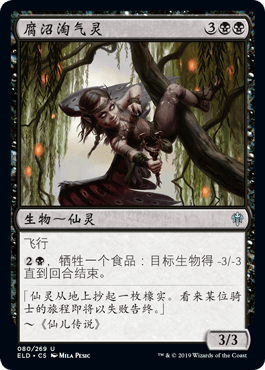 腐沼淘气灵 3
生物～仙灵
飞行
2，牺牲一个食品：目标生物得 -3/-3
直到回合结束。
「仙灵从地上抄起一枚橡实。看来某位骑
士的旅程即将以失败告终。」
～《仙儿传说》
3/3
080/269 U
ELD • CS MILA PESIC
™ & © 2019 Wizards of the Coast